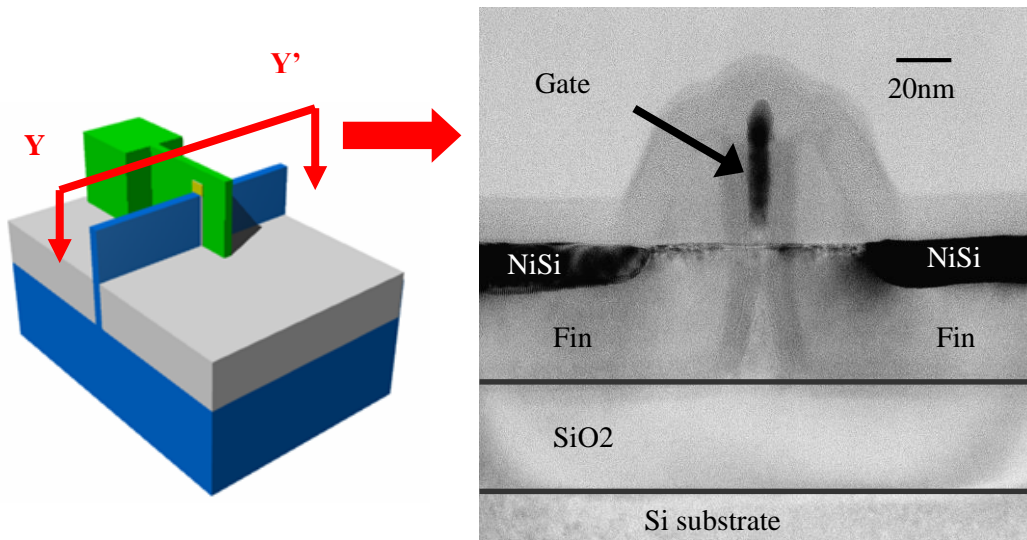 Y’
Y
Gate
20nm
NiSi
NiSi
Fin
Fin
SiO2
Si substrate